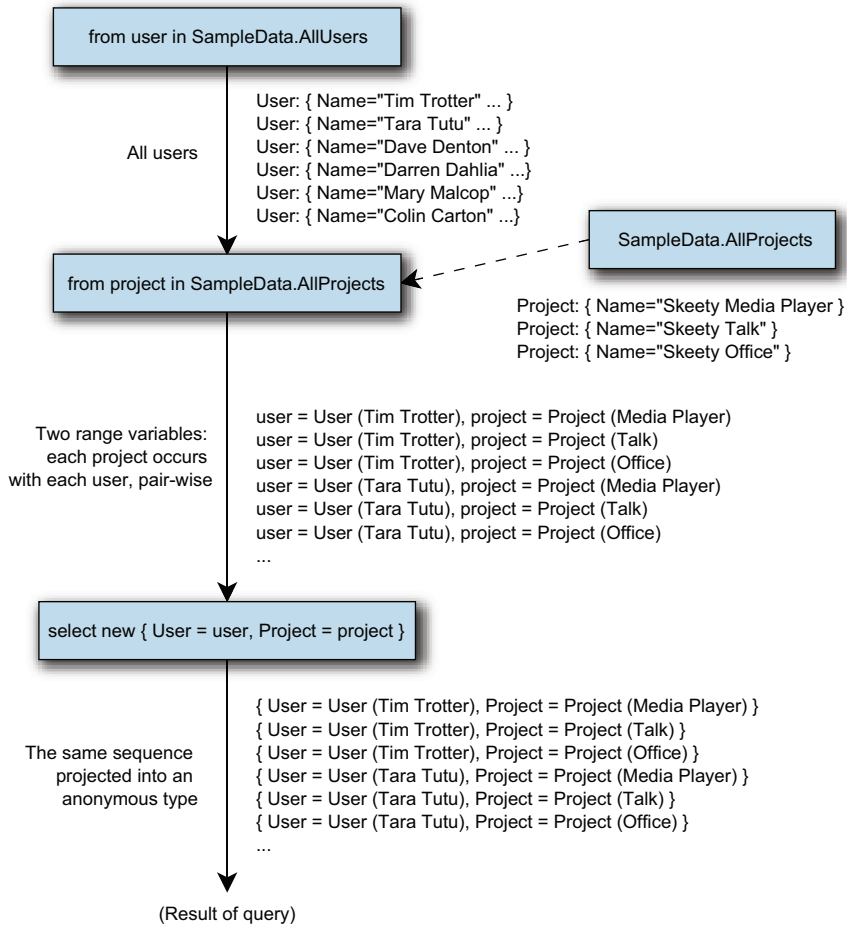 from user in SampleData.AllUsers
All users
User: { Name="Tim Trotter" ... }
User: { Name="Tara Tutu" ... }
User: { Name="Dave Denton" ... }
User: { Name="Darren Dahlia" ...}
User: { Name="Mary Malcop" ...}
User: { Name="Colin Carton" ...}
SampleData.AllProjects
from project in SampleData.AllProjects
Project: { Name="Skeety Media Player }
Project: { Name="Skeety Talk" }
Project: { Name="Skeety Office" }
Two range variables:
each project occurs
with each user, pair-wise
user = User (Tim Trotter), project = Project (Media Player)
user = User (Tim Trotter), project = Project (Talk)
user = User (Tim Trotter), project = Project (Office)
user = User (Tara Tutu), project = Project (Media Player)
user = User (Tara Tutu), project = Project (Talk)
user = User (Tara Tutu), project = Project (Office)
...
select new { User = user, Project = project }
The same sequence
projected into an
anonymous type
{ User = User (Tim Trotter), Project = Project (Media Player) }
{ User = User (Tim Trotter), Project = Project (Talk) }
{ User = User (Tim Trotter), Project = Project (Office) }
{ User = User (Tara Tutu), Project = Project (Media Player) }
{ User = User (Tara Tutu), Project = Project (Talk) }
{ User = User (Tara Tutu), Project = Project (Office) }
...
(Result of query)